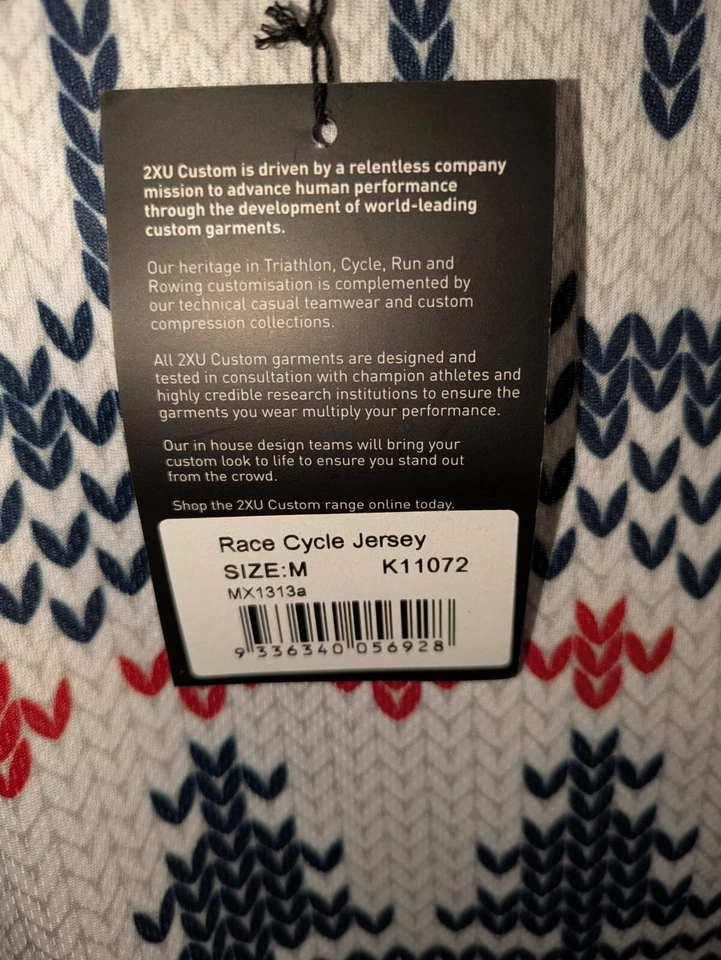 2XU Custom is driven by a relentless company
mission to advance human performance
through the development of world-leading
custom garments.
Our heritage in Triathlon, Cycle, Run and
Rowing customisation is complemented by
our technical casual teamwear and custom
compression collections.
All 2XU Custom garments are designed and
tested in consultation with champion athletes and
highly credible research institutions to ensure the
garments you wear multiply your performance.
Our in house design teams will bring your
custom look to life to ensure you stand out
from the crowd.
Shop the 2XU Custom range online today.
Race Cycle Jersey
SIZE:M K11072
MX1313a
9 336340 056928